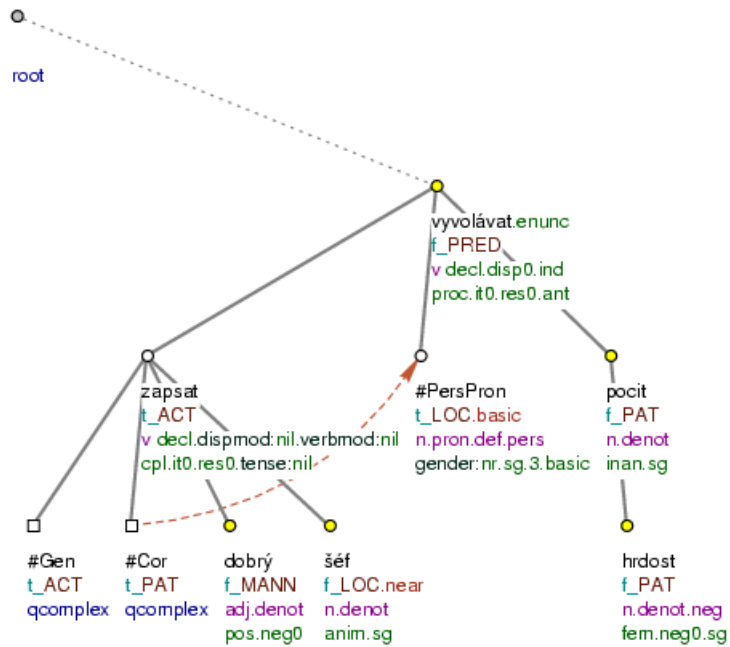 root
vyvolávat.enunc
f_PRED
v decl.disp0.ind
proc.it0.res0.ant
zapsat
t_ACT
v decl.dispmod:nil.verbmod:nil
cpl.it0.res0.tense:nil
#PersPron
t_LOC.basic
n.pron.def.pers
gender:nr.sg.3.basic
pocit
f_PAT
n.denot
inan.sg
#Gen
t_ACT
qcomplex
#Cor
t_PAT
qcomplex
dobrý
f_MANN
adj.denot
pos.neg0
šéf
f_LOC.near
n.denot
anim.sg
hrdost
f_PAT
n.denot.neg
fem.neg0.sg